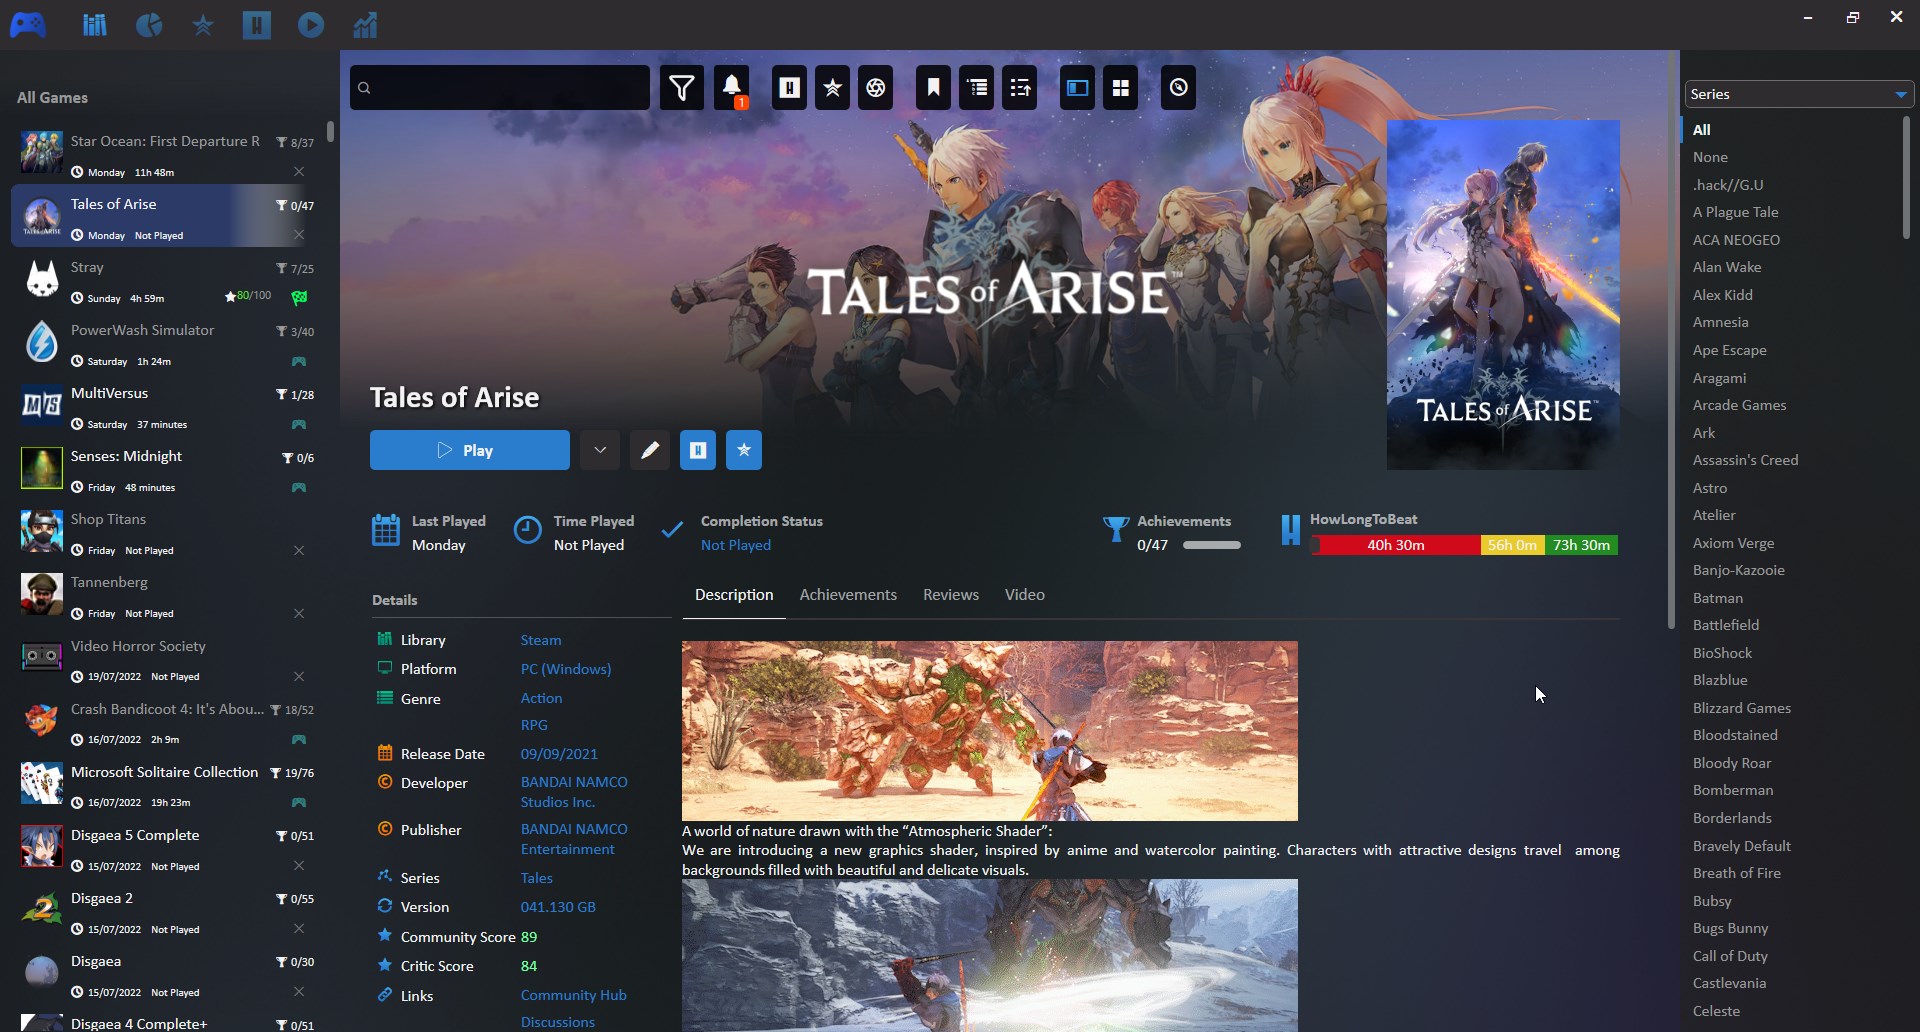 1
All Games
Star Ocean: First Departure R 8/37
Monday 11h 48m
Tales of Arise 0/47
Monday Not Played
Stray 7/25
Sunday 4h 59m 80/100
PowerWash Simulator 3/40
Saturday 1h 24m
MultiVersus 1/28
Saturday 37 minutes
Senses: Midnight 0/6
Friday 48 minutes
Shop Titans
Friday Not Played
Tannenberg
Friday Not Played
Video Horror Society
19/07/2022 Not Played
Crash Bandicoot 4: It's Abou... 18/52
16/07/2022 2h 9m
Microsoft Solitaire Collection 19/76
16/07/2022 19h 23m
Disgaea 5 Complete 0/51
15/07/2022 Not Played
Disgaea 2 0/55
15/07/2022 Not Played
Disgaea 0/30
15/07/2022 Not Played
Disgaea 4 Complete+ 0/51
TALES of ARISE™
TALES of ARISE™
Tales of Arise
Play
Last Played
Monday
Time Played
Not Played
Completion Status
Not Played
Achievements
0/47
HowLongToBeat
40h 30m 56h 0m 73h 30m
Details
Library Steam
Platform PC (Windows)
Genre Action
RPG
Release Date 09/09/2021
Developer BANDAI NAMCO
Studios Inc.
Publisher BANDAI NAMCO
Entertainment
Series Tales
Version 041.130 GB
Community Score 89
Critic Score 84
Links Community Hub
Discussions
Description Achievements Reviews Video
A world of nature drawn with the “Atmospheric Shader”:
We are introducing a new graphics shader, inspired by anime and watercolor painting. Characters with attractive designs travel among
backgrounds filled with beautiful and delicate visuals.
Series
All
None
.hack//G.U
A Plague Tale
ACA NEOGEO
Alan Wake
Alex Kidd
Amnesia
Ape Escape
Aragami
Arcade Games
Ark
Assassin's Creed
Astro
Atelier
Axiom Verge
Banjo-Kazooie
Batman
Battlefield
BioShock
Blazblue
Blizzard Games
Bloodstained
Bloody Roar
Bomberman
Borderlands
Bravely Default
Breath of Fire
Bubsy
Bugs Bunny
Call of Duty
Castlevania
Celeste